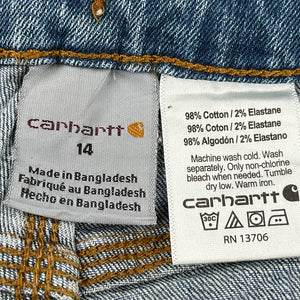 carhartt
14
Made in Bangladesh
Fabriqué au Bangladesh
Hecho en Bangladesh
98% Cotton / 2% Elastane
98% Coton / 2% Elastane
98% Algodón / 2% Elastano
Machine wash cold. Wash
separately. Only non-chlorine
bleach when needed. Tumble
dry low. Warm iron.
carhartt
RN 13706